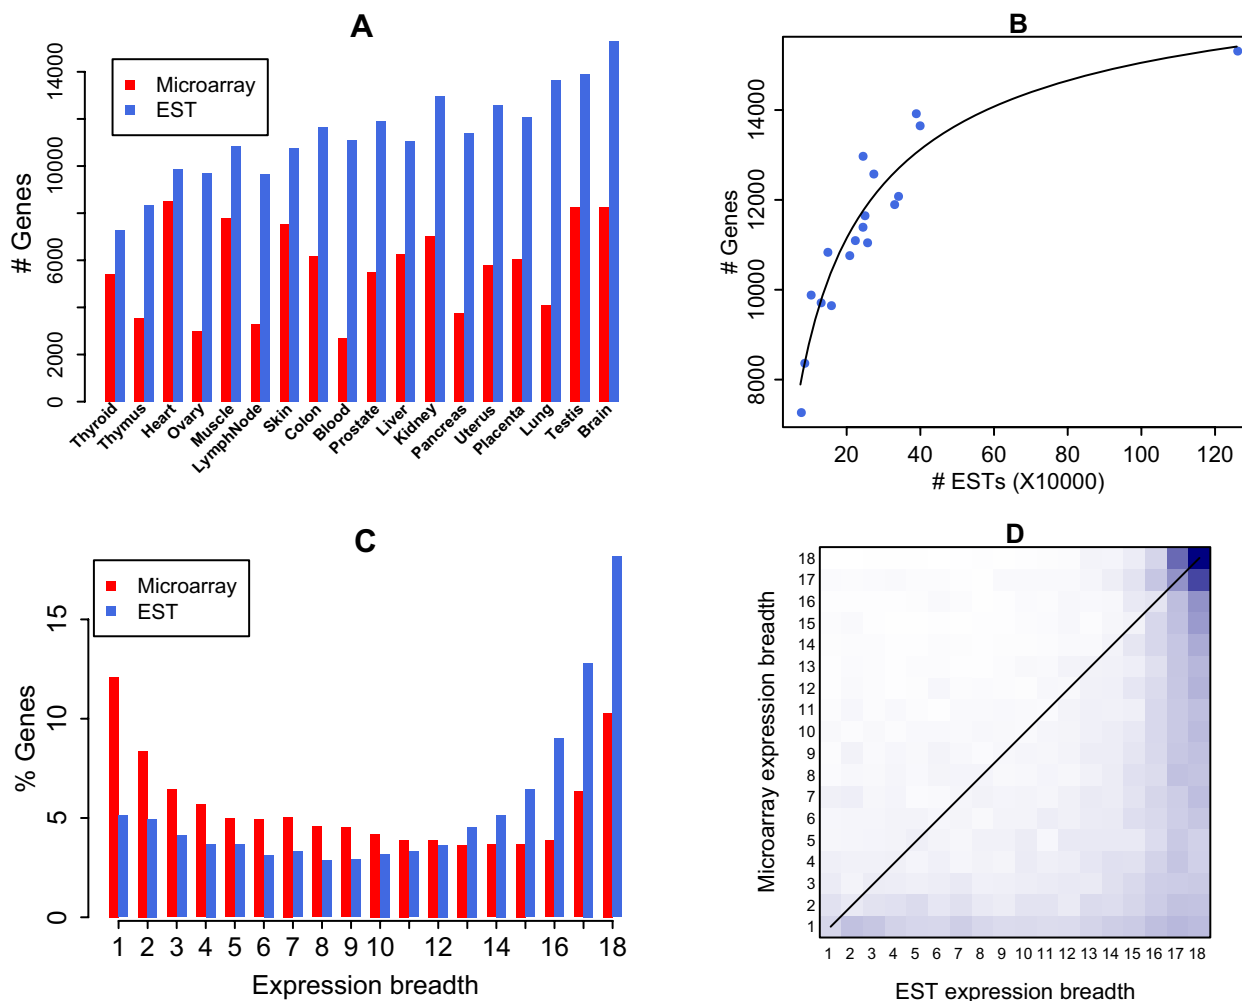 A
Microarray
EST
# Genes
0
2000
6000
10000
14000
Thyroid
Thymus
Heart
Ovary
Muscle
LymphNode
Skin
Colon
Blood
Prostate
Liver
Kidney
Pancreas
Uterus
Placenta
Lung
Testis
Brain
B
# Genes
8000
10000
12000
14000
20 40 60 80 100 120
# ESTs (X10000)
C
Microarray
EST
% Genes
0
5
10
15
1 2 3 4 5 6 7 8 9 10 12 14 16 18
Expression breadth
D
Microarray expression breadth
18
17
16
15
14
13
12
11
10
9
8
7
6
5
4
3
2
1
1 2 3 4 5 6 7 8 9 10 11 12 13 14 15 16 17 18
EST expression breadth